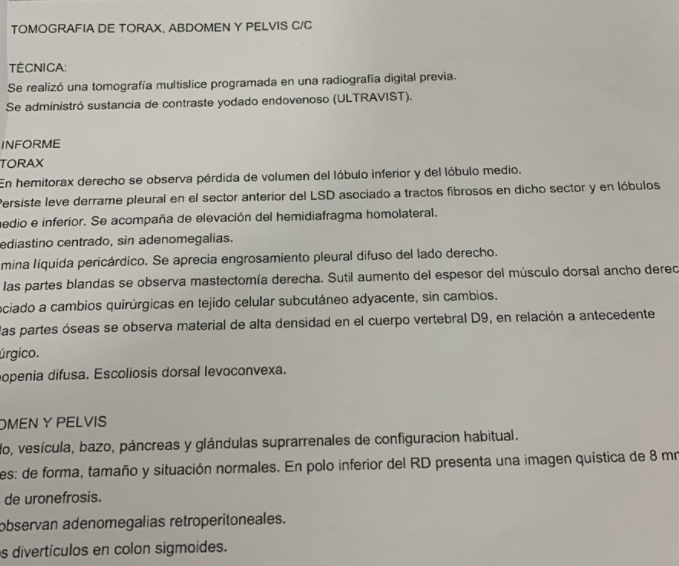 TOMOGRAFIA DE TORAX, ABDOMEN Y PELVIS C/C
TÉCNICA:
Se realizó una tomografía multislice programada en una radiografía digital previa.
Se administró sustancia de contraste yodado endovenoso (ULTRAVIST).
INFORME
TORAX
En hemitorax derecho se observa pérdida de volumen del lóbulo inferior y del lóbulo medio.
Persiste leve derrame pleural en el sector anterior del LSD asociado a tractos fibrosos en dicho sector y en lóbulos
medio e inferior. Se acompaña de elevación del hemidiafragma homolateral.
ediastino centrado, sin adenomegalias.
mina líquida pericárdico. Se aprecia engrosamiento pleural difuso del lado derecho.
las partes blandas se observa mastectomía derecha. Sutil aumento del espesor del músculo dorsal ancho derec
ociado a cambios quirúrgicas en tejido celular subcutáneo adyacente, sin cambios.
las partes óseas se observa material de alta densidad en el cuerpo vertebral D9, en relación a antecedente
úrgico.
openia difusa. Escoliosis dorsal levoconvexa.
OMEN Y PELVIS
do, vesícula, bazo, páncreas y glándulas suprarrenales de configuracion habitual.
es: de forma, tamaño y situación normales. En polo inferior del RD presenta una imagen quística de 8 mm
de uronefrosis.
observan adenomegalias retroperitoneales.
s divertículos en colon sigmoides.